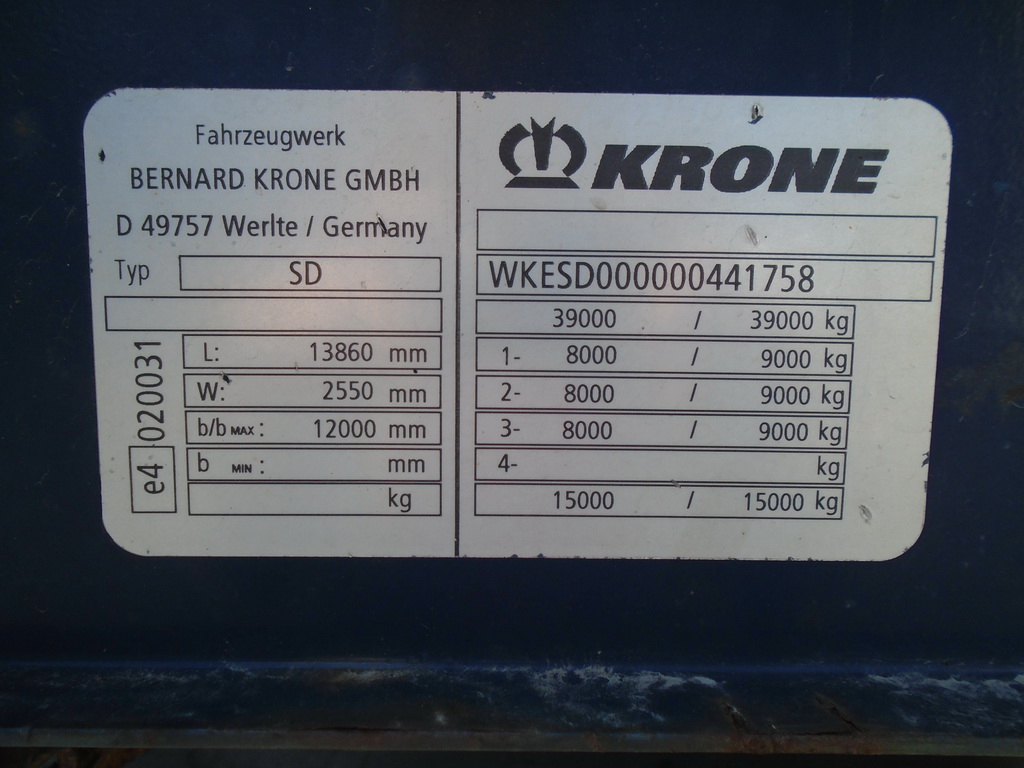 Fahrzeugwerk
BERNARD KRONE GMBH
D 49757 Werlte / Germany
Typ SD
e4 020031
L: 13860 mm
W: 2550 mm
b/b MAX : 12000 mm
b MIN : mm
kg
KRONE
WKESD000000441758
39000 / 39000 kg
1- 8000 / 9000 kg
2- 8000 / 9000 kg
3- 8000 / 9000 kg
4- kg
15000 / 15000 kg